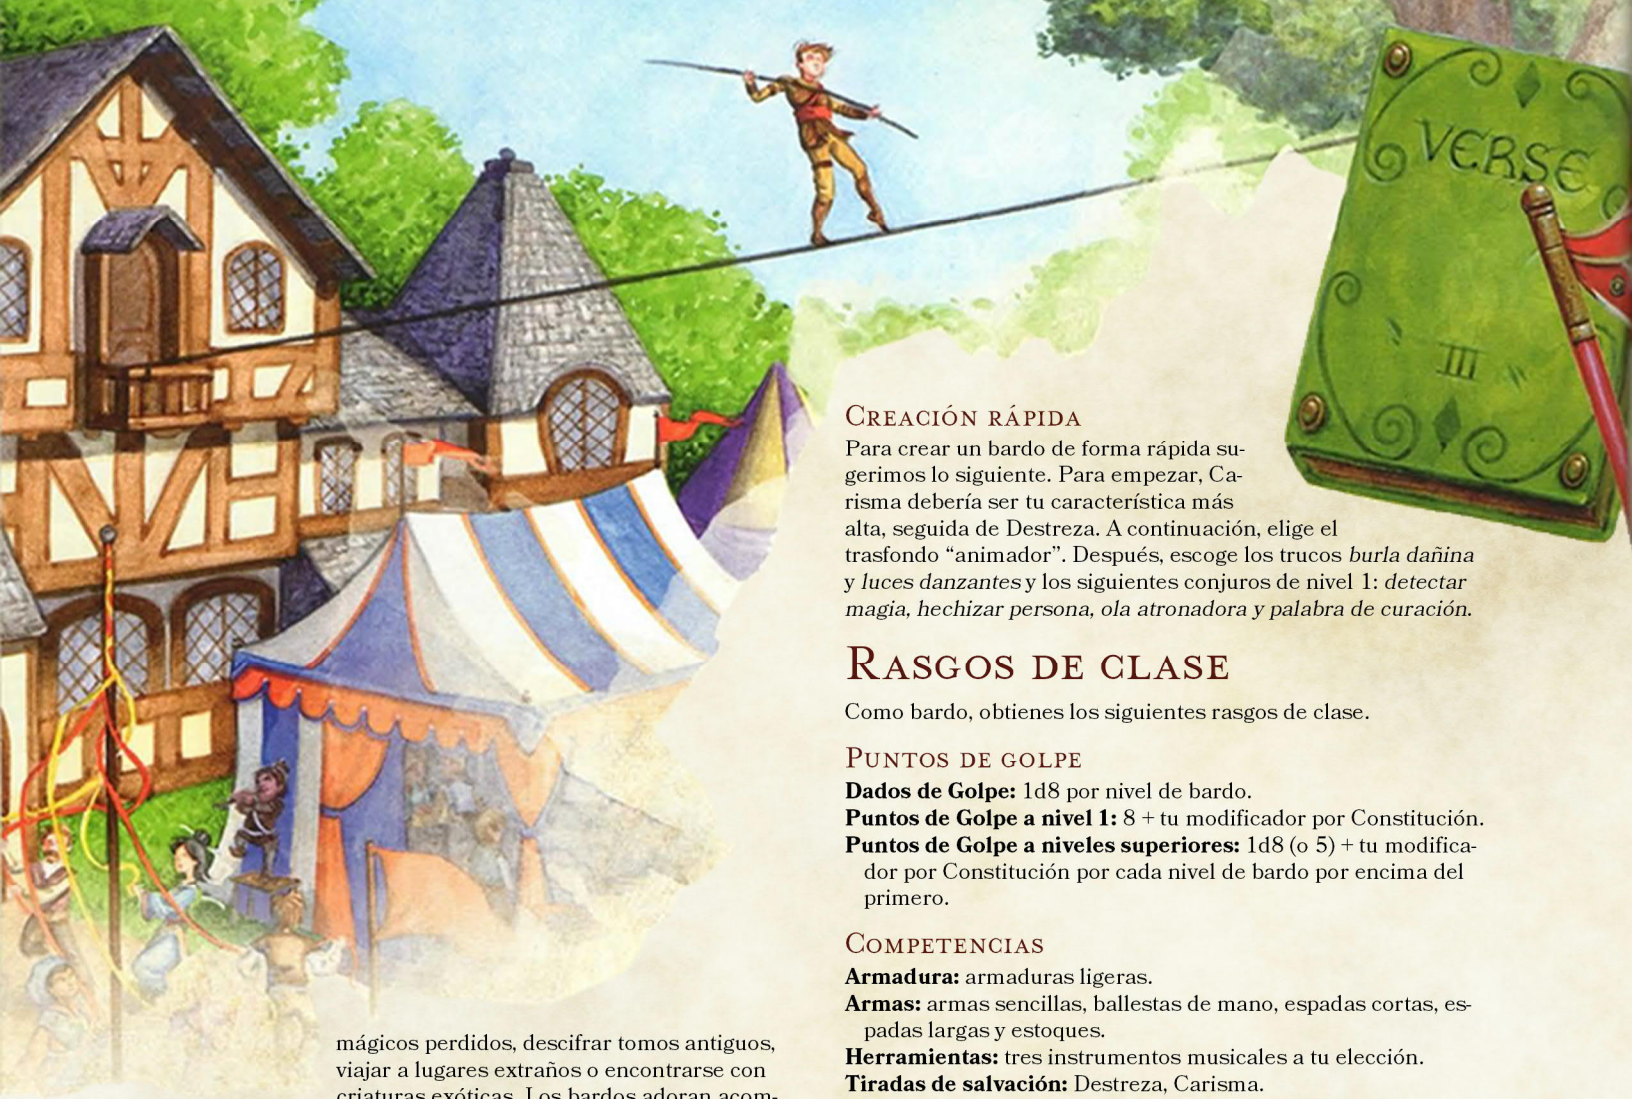 VERSE
III
mágicos perdidos, descifrar tomos antiguos,
viajar a lugares extraños o encontrarse con
criaturas exóticas. Los bardos adoran acom-
CREACIÓN RÁPIDA
Para crear un bardo de forma rápida su-
gerimos lo siguiente. Para empezar, Ca-
risma debería ser tu característica más
alta, seguida de Destreza. A continuación, elige el
trasfondo “animador”. Después, escoge los trucos burla dañina
y luces danzantes y los siguientes conjuros de nivel 1: detectar
magia, hechizar persona, ola atronadora y palabra de curación.
RASGOS DE CLASE
Como bardo, obtienes los siguientes rasgos de clase.
PUNTOS DE GOLPE
Dados de Golpe: 1d8 por nivel de bardo.
Puntos de Golpe a nivel 1: 8 + tu modificador por Constitución.
Puntos de Golpe a niveles superiores: 1d8 (o 5) + tu modifica-
dor por Constitución por cada nivel de bardo por encima del
primero.
COMPETENCIAS
Armadura: armaduras ligeras.
Armas: armas sencillas, ballestas de mano, espadas cortas, es-
padas largas y estoques.
Herramientas: tres instrumentos musicales a tu elección.
Tiradas de salvación: Destreza, Carisma.